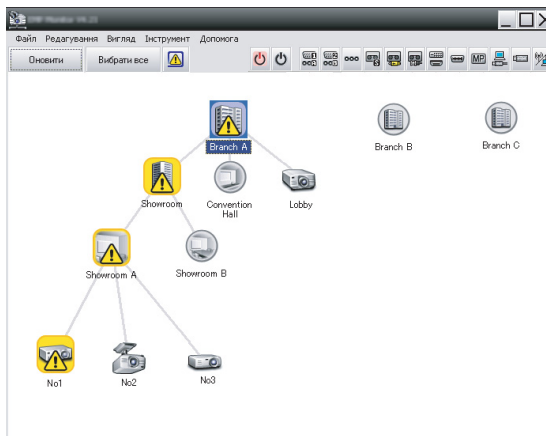 Файл Редагування Вигляд Інструмент Допомога
Оновити Вибрати все
MP
Branch A Branch B Branch C
Showroom Convention Hall Lobby
Showroom A Showroom B
No1 No2 No3